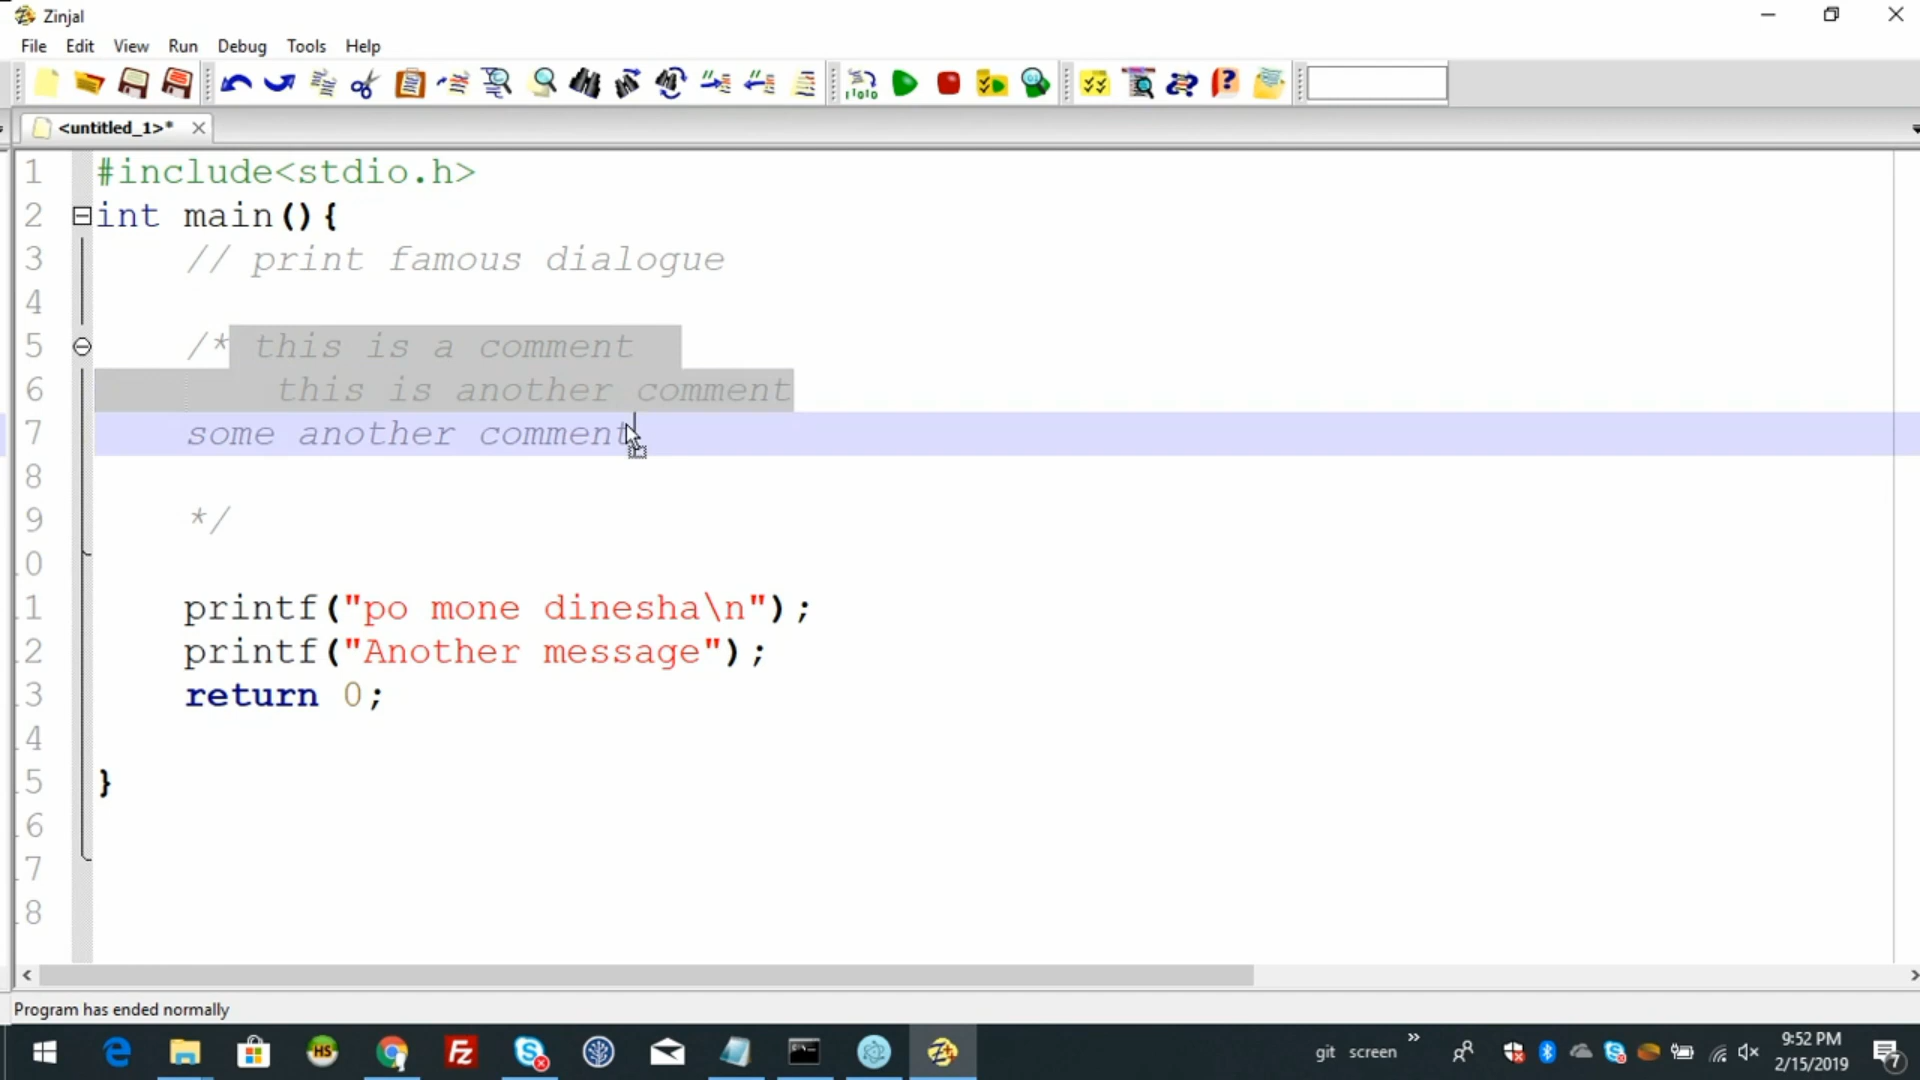 Zinjal
File Edit View Run Debug Tools Help
<untitled_1>*
1 #include<stdio.h>
2 int main(){
3 // print famous dialogue
4
5 /* this is a comment
6 this is another comment
7 some another comment
8
9 */
0
1 printf("po mone dinesha\n");
2 printf("Another message");
3 return 0;
4
5 }
6
7
8
Program has ended normally
git screen
9:52 PM
2/15/2019
7